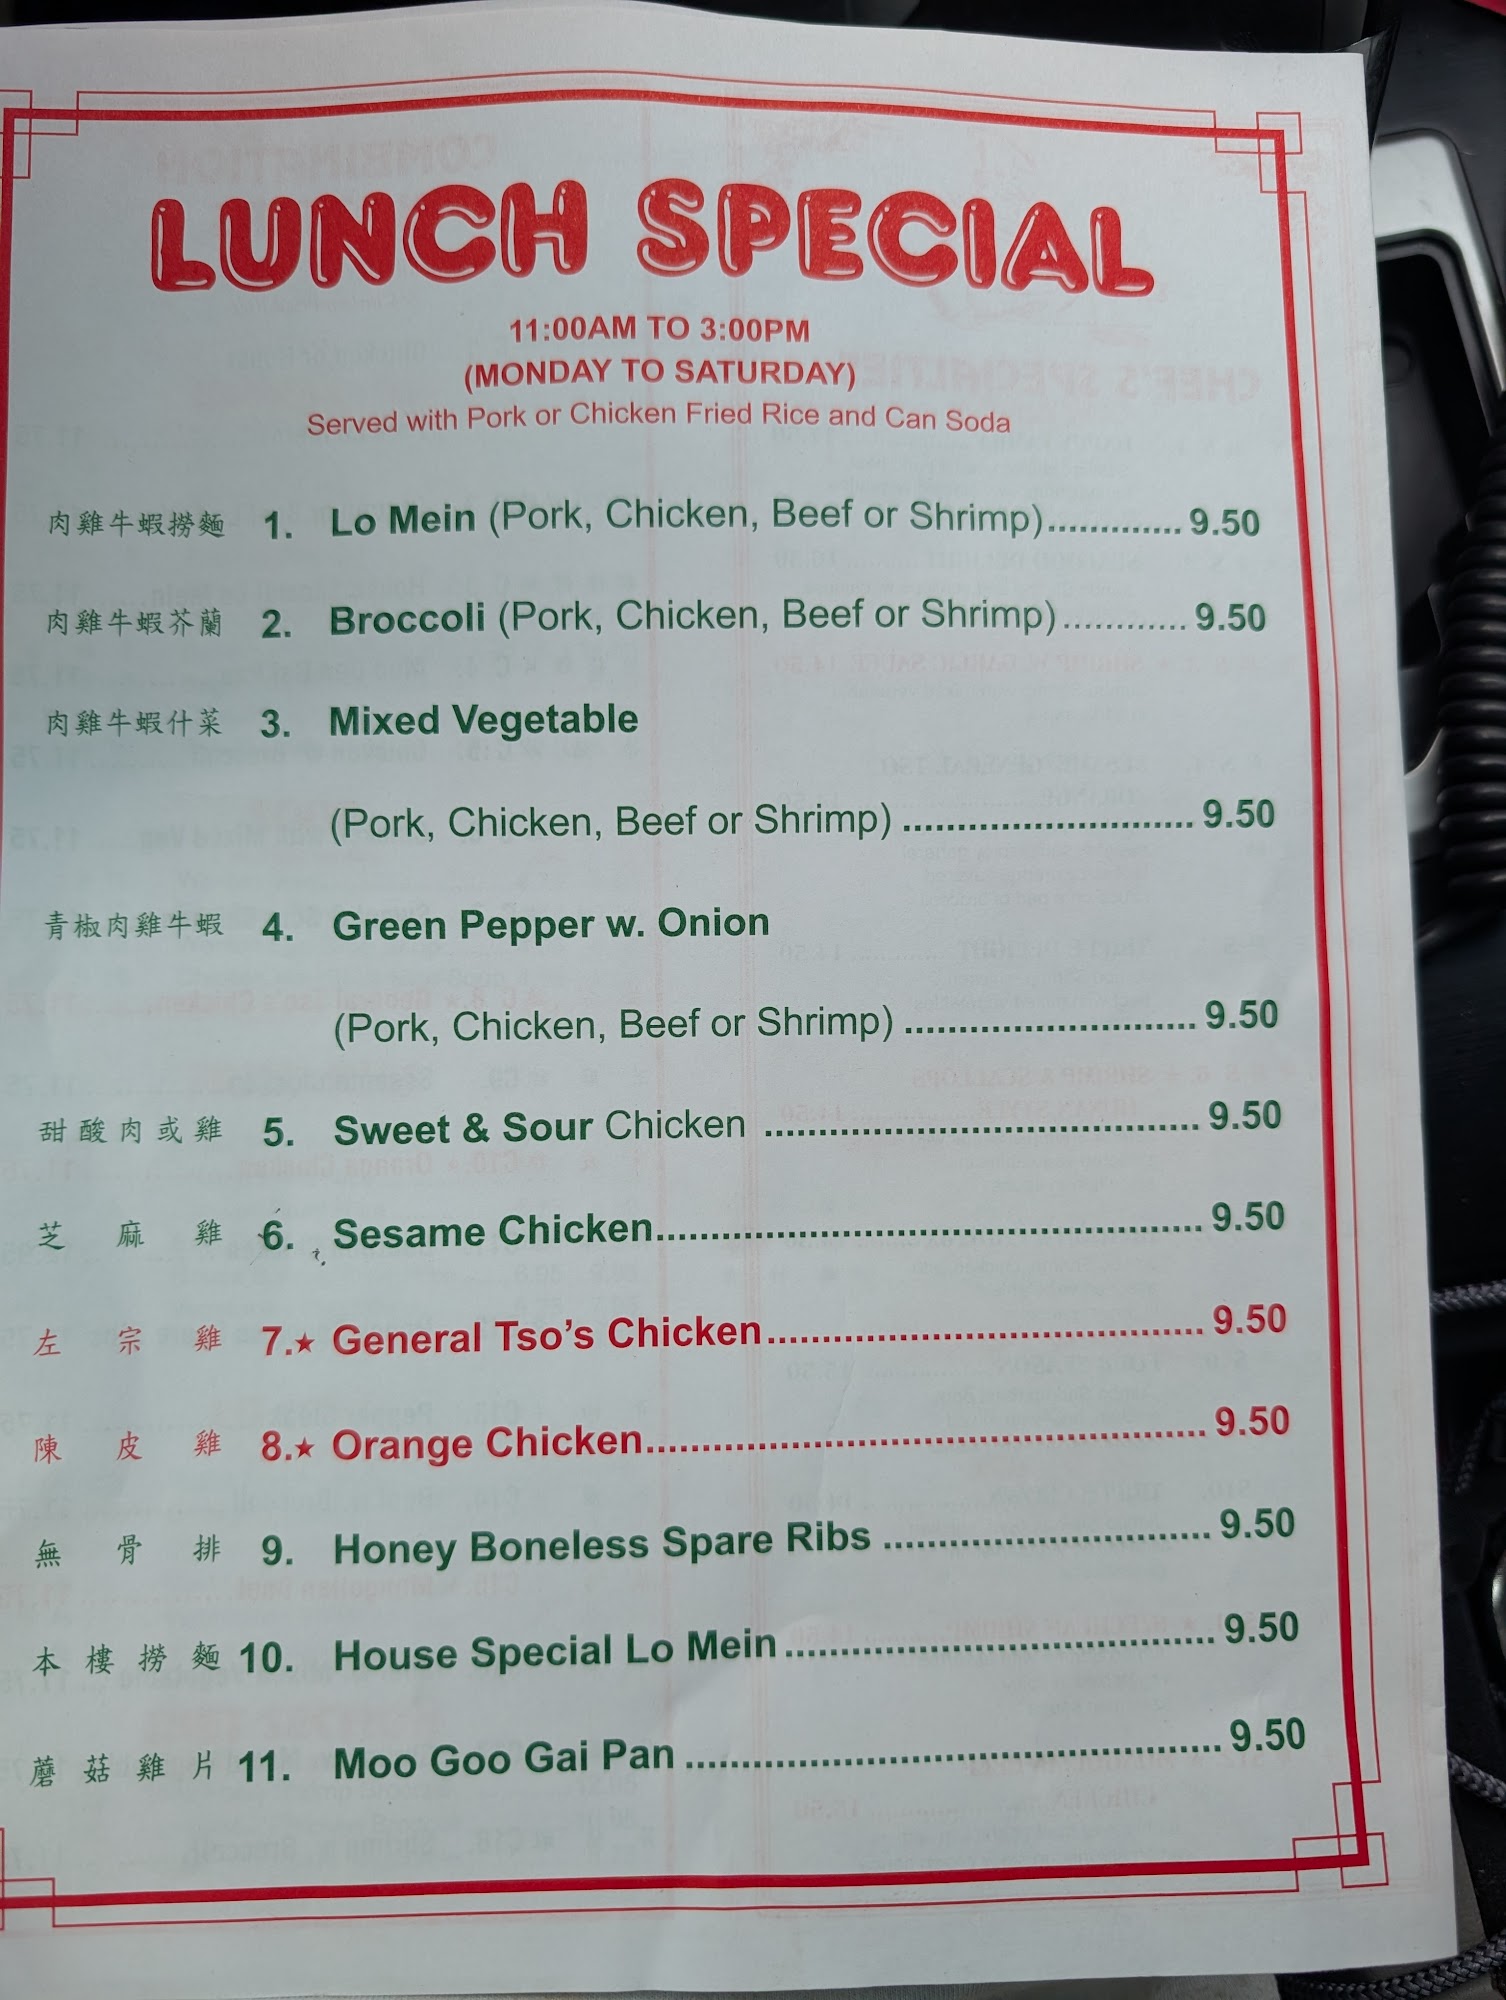 LUNCH SPECIAL
11:00AM TO 3:00PM
(MONDAY TO SATURDAY)
Served with Pork or Chicken Fried Rice and Can Soda
肉雞牛蝦撈麵 1. Lo Mein (Pork, Chicken, Beef or Shrimp)............. 9.50
肉雞牛蝦芥蘭 2. Broccoli (Pork, Chicken, Beef or Shrimp)............ 9.50
肉雞牛蝦什菜 3. Mixed Vegetable
(Pork, Chicken, Beef or Shrimp) ........................... 9.50
青椒肉雞牛蝦 4. Green Pepper w. Onion
(Pork, Chicken, Beef or Shrimp) ........................... 9.50
甜酸肉或雞 5. Sweet & Sour Chicken ........................................ 9.50
芝麻雞 6. Sesame Chicken................................................... 9.50
左宗雞 7.★ General Tso's Chicken......................................... 9.50
陳皮雞 8.★ Orange Chicken.................................................... 9.50
無骨排 9. Honey Boneless Spare Ribs .............................. 9.50
本樓撈麵 10. House Special Lo Mein........................................ 9.50
蘑菇雞片 11. Moo Goo Gai Pan ................................................. 9.50